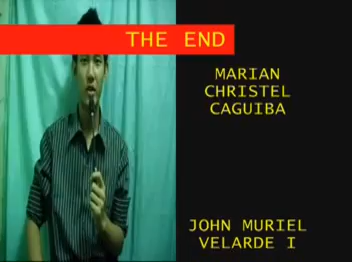 THE END
MARIAN
CHRISTEL
CAGUIBA
JOHN MURIEL
VELARDE I